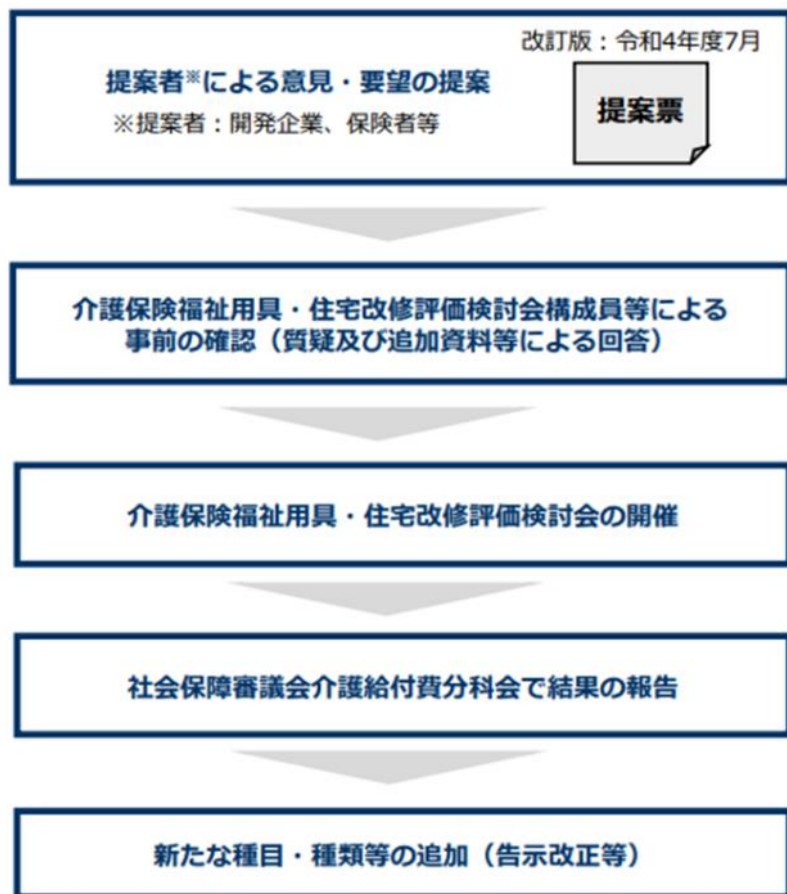 改訂版：令和4年度7月
提案者※による意見・要望の提案
※提案者：開発企業、保険者等
提案票
介護保険福祉用具・住宅改修評価検討会構成員等による
事前の確認（質疑及び追加資料等による回答）
介護保険福祉用具・住宅改修評価検討会の開催
社会保障審議会介護給付費分科会で結果の報告
新たな種目・種類等の追加（告示改正等）